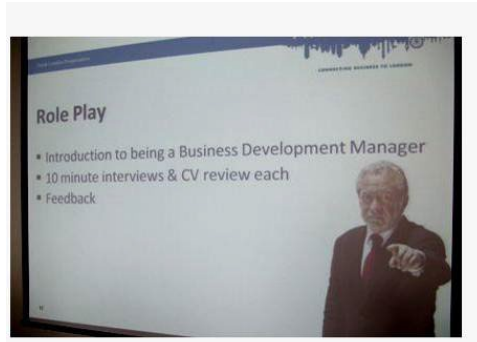 CONNECTING BUSINESS TO LONDON
Role Play
▪ Introduction to being a Business Development Manager
▪ 10 minute interviews & CV review each
▪ Feedback